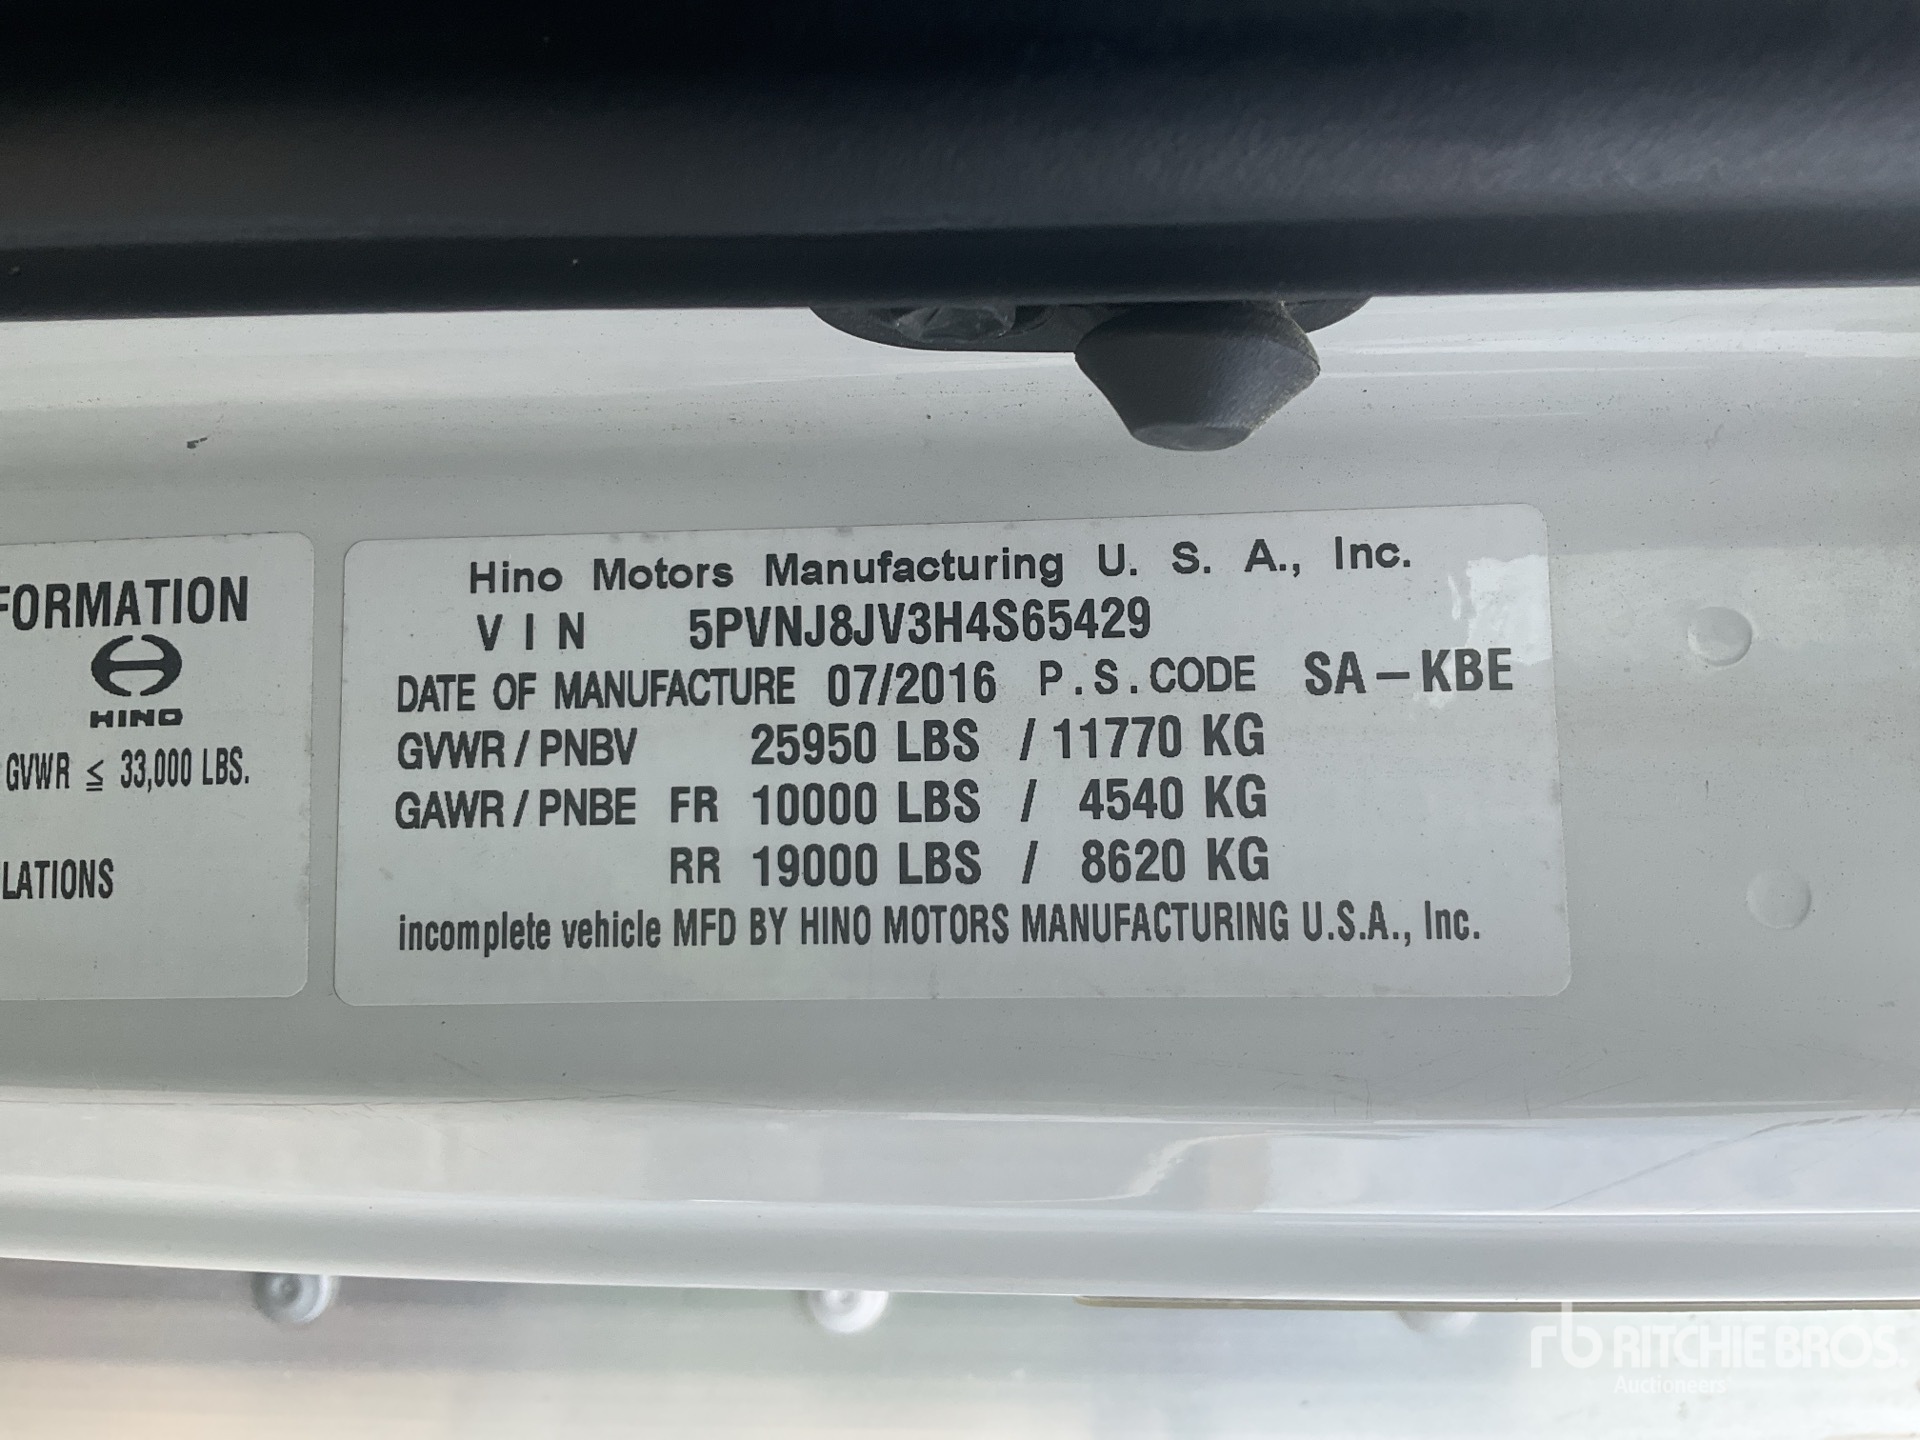 FORMATION
HINO
GVWR ≤ 33,000 LBS.
LATIONS
Hino Motors Manufacturing U. S. A., Inc.
VIN 5PVNJ8JV3H4S65429
DATE OF MANUFACTURE 07/2016 P.S.CODE SA-KBE
GVWR/PNBV 25950 LBS / 11770 KG
GAWR/PNBE FR 10000 LBS / 4540 KG
RR 19000 LBS / 8620 KG
incomplete vehicle MFD BY HINO MOTORS MANUFACTURING U.S.A., Inc.
rb RITCHIE BROS.
Auctioneers